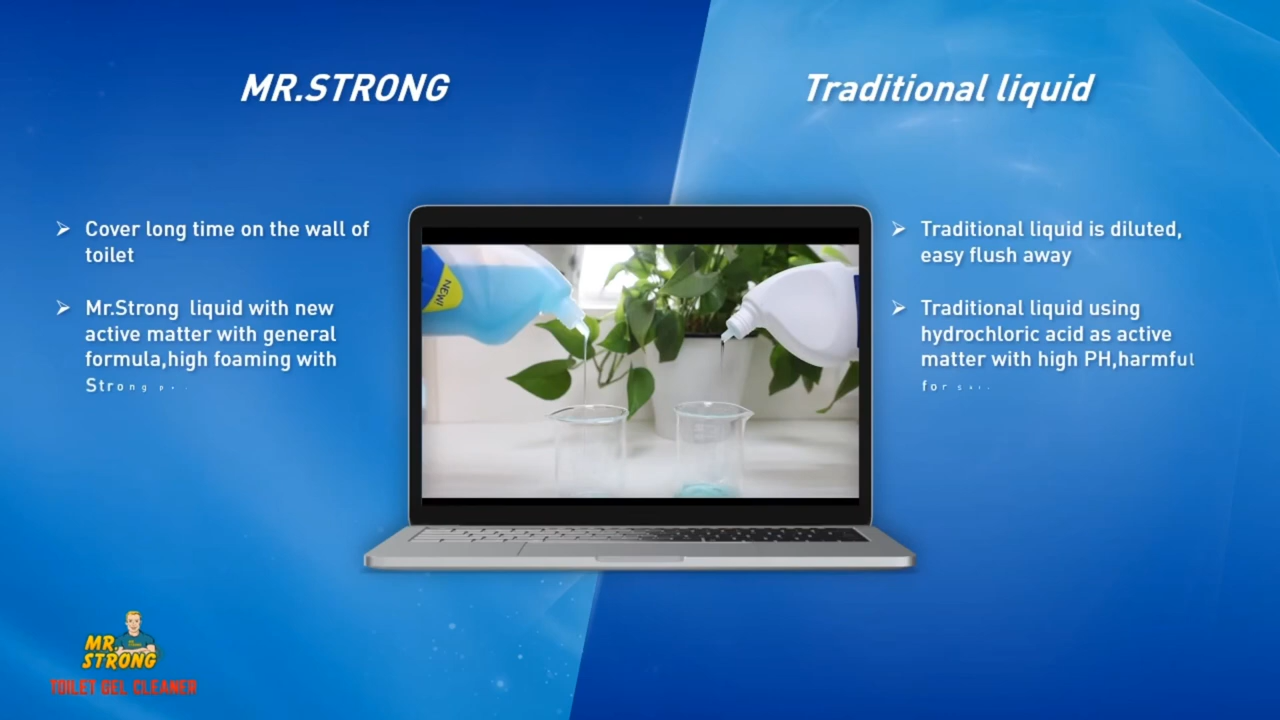 MR.STRONG
Traditional liquid
Cover long time on the wall of
toilet
Mr.Strong liquid with new
active matter with general
formula,high foaming with
Strong
Traditional liquid is diluted,
easy flush away
Traditional liquid using
hydrochloric acid as active
matter with high PH,harmful
for
NEW!
MR.
STRONG
TOILET GEL CLEANER